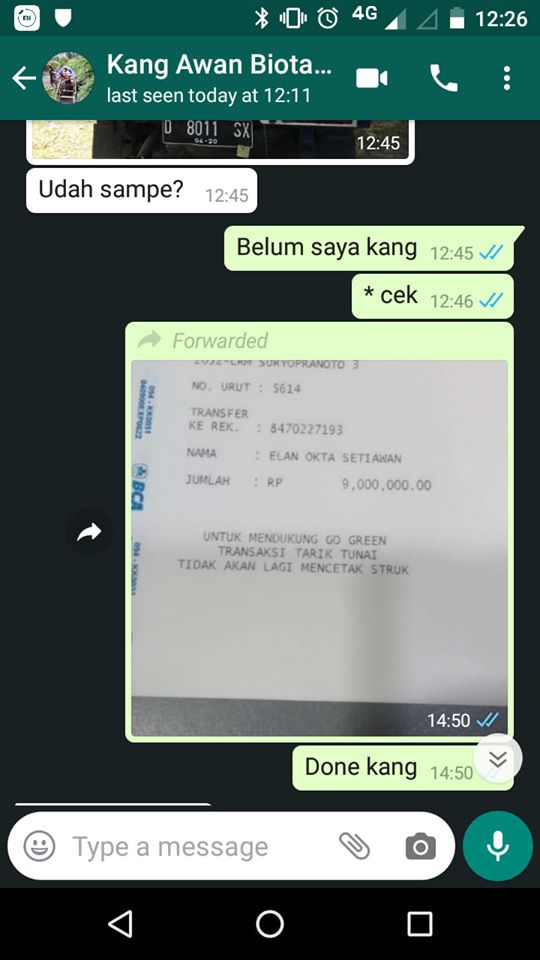 4G 12:26
Kang Awan Biota...
last seen today at 12:11
D 8011 SX
04·20
12:45
Udah sampe? 12:45
Belum saya kang 12:45
* cek 12:46
Forwarded
SURYOPRANOTO 3
NO. URUT : 5614
TRANSFER
KE REK. : 8470227193
NAMA : ELAN OKTA SETIAWAN
JUMLAH : RP 9,000,000.00
BCA
UNTUK MENDUKUNG GO GREEN
TRANSAKSI TARIK TUNAI
TIDAK AKAN LAGI MENCETAK STRUK
14:50
Done kang 14:50
Type a message